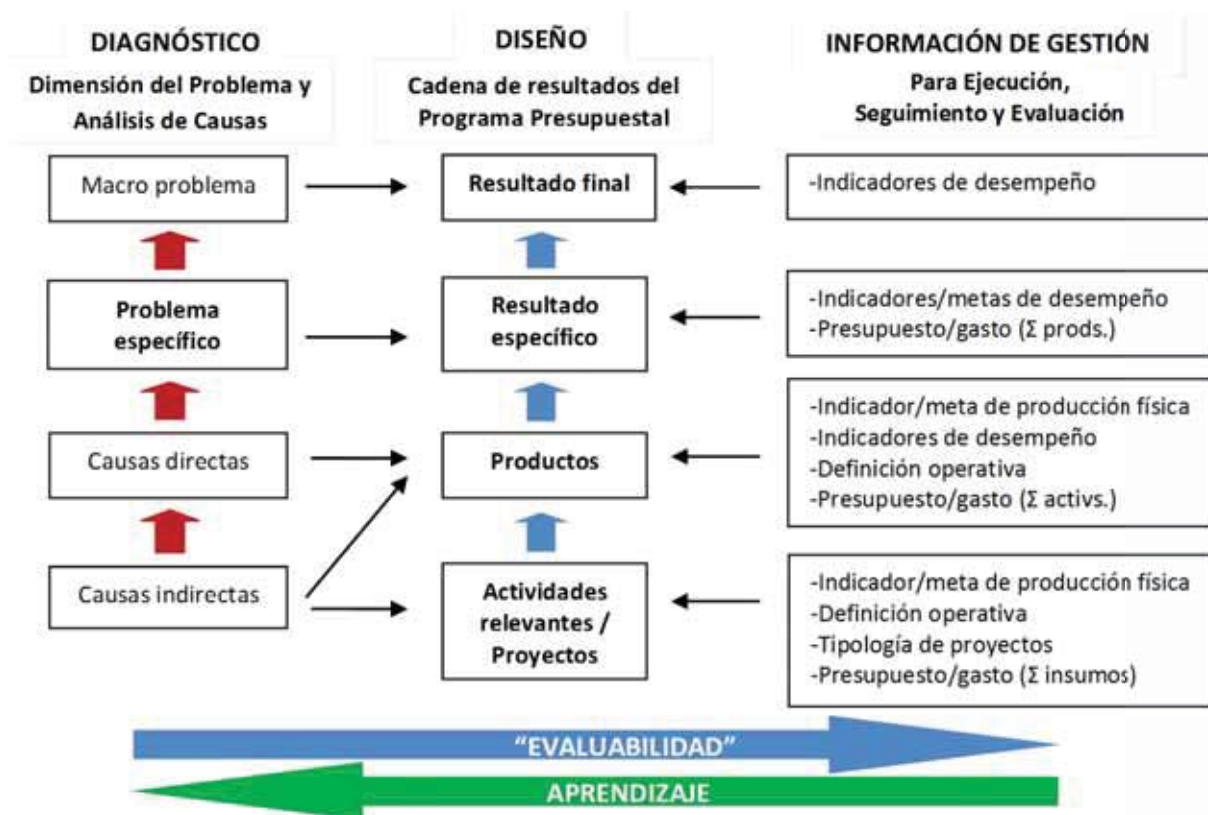 DIAGNÓSTICO
Dimensión del Problema y
Análisis de Causas
Macro problema
Problema
específico
Causas directas
Causas indirectas
DISEÑO
Cadena de resultados del
Programa Presupuestal
Resultado final
Resultado
específico
Productos
Actividades
relevantes /
Proyectos
INFORMACIÓN DE GESTIÓN
Para Ejecución,
Seguimiento y Evaluación
-Indicadores de desempeño
-Indicadores/metas de desempeño
-Presupuesto/gasto (Σ prods.)
-Indicador/meta de producción física
-Indicadores de desempeño
-Definición operativa
-Presupuesto/gasto (Σ activs.)
-Indicador/meta de producción física
-Definición operativa
-Tipología de proyectos
-Presupuesto/gasto (Σ insumos)
“EVALUABILIDAD”
APRENDIZAJE